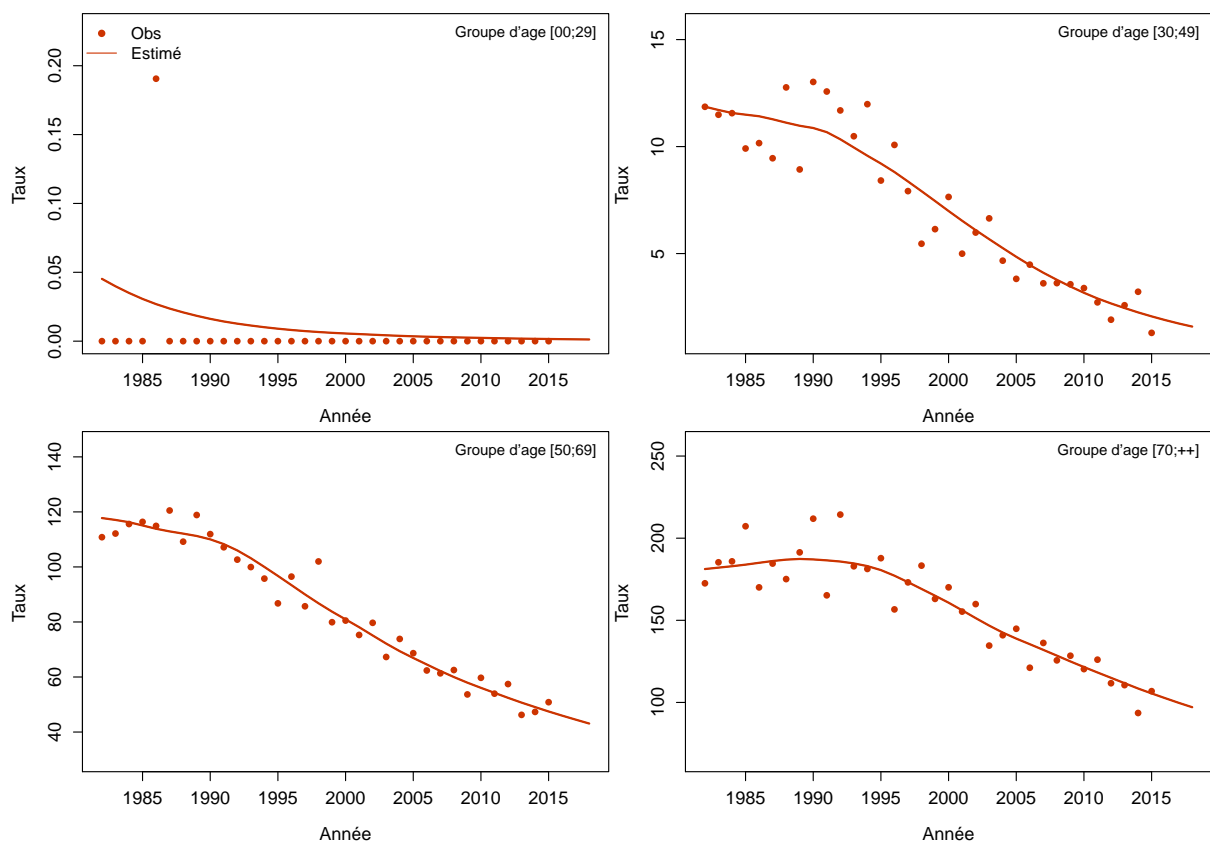 Obs
Estimé
Groupe d'age [00;29]
Taux
0.20
0.15
0.10
0.05
0.00
1985 1990 1995 2000 2005 2010 2015
Année
Groupe d'age [30;49]
Taux
15
10
5
1985 1990 1995 2000 2005 2010 2015
Année
Groupe d'age [50;69]
Taux
140
120
100
80
60
40
1985 1990 1995 2000 2005 2010 2015
Année
Groupe d'age [70;++]
Taux
250
200
150
100
1985 1990 1995 2000 2005 2010 2015
Année